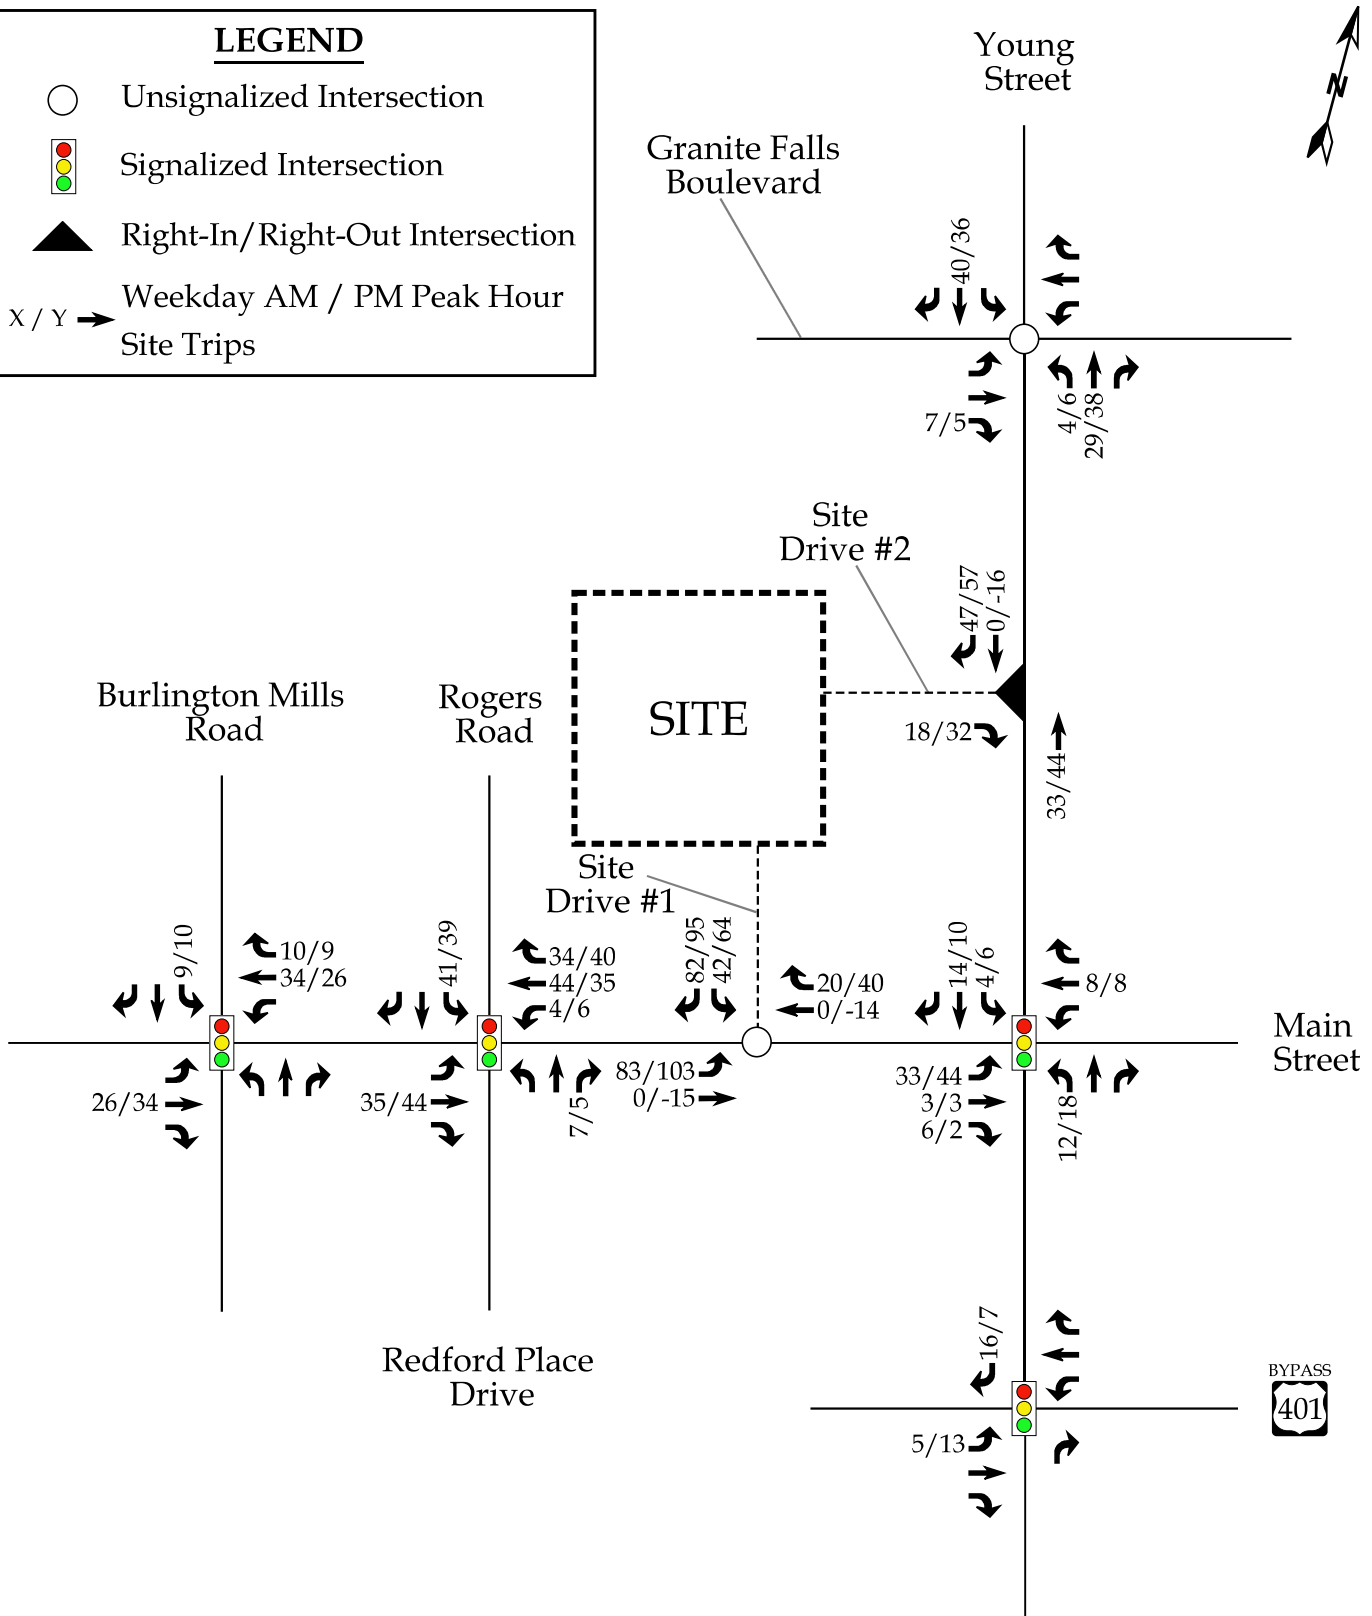 LEGEND
Unsignalized Intersection
Signalized Intersection
Right-In/Right-Out Intersection
X / Y
Weekday AM / PM Peak Hour
Site Trips
Young
Street
N
Granite Falls
Boulevard
40/36
7/5
4/6
29/38
Site
Drive #2
47/57
0/-16
18/32
33/44
SITE
Burlington Mills
Road
Rogers
Road
Site
Drive #1
9/10
10/9
34/26
26/34
41/39
34/40
44/35
4/6
35/44
7/5
82/95
42/64
20/40
0/-14
83/103
0/-15
14/10
4/6
8/8
33/44
3/3
6/2
12/18
Main
Street
Redford Place
Drive
16/7
5/13
BYPASS
401